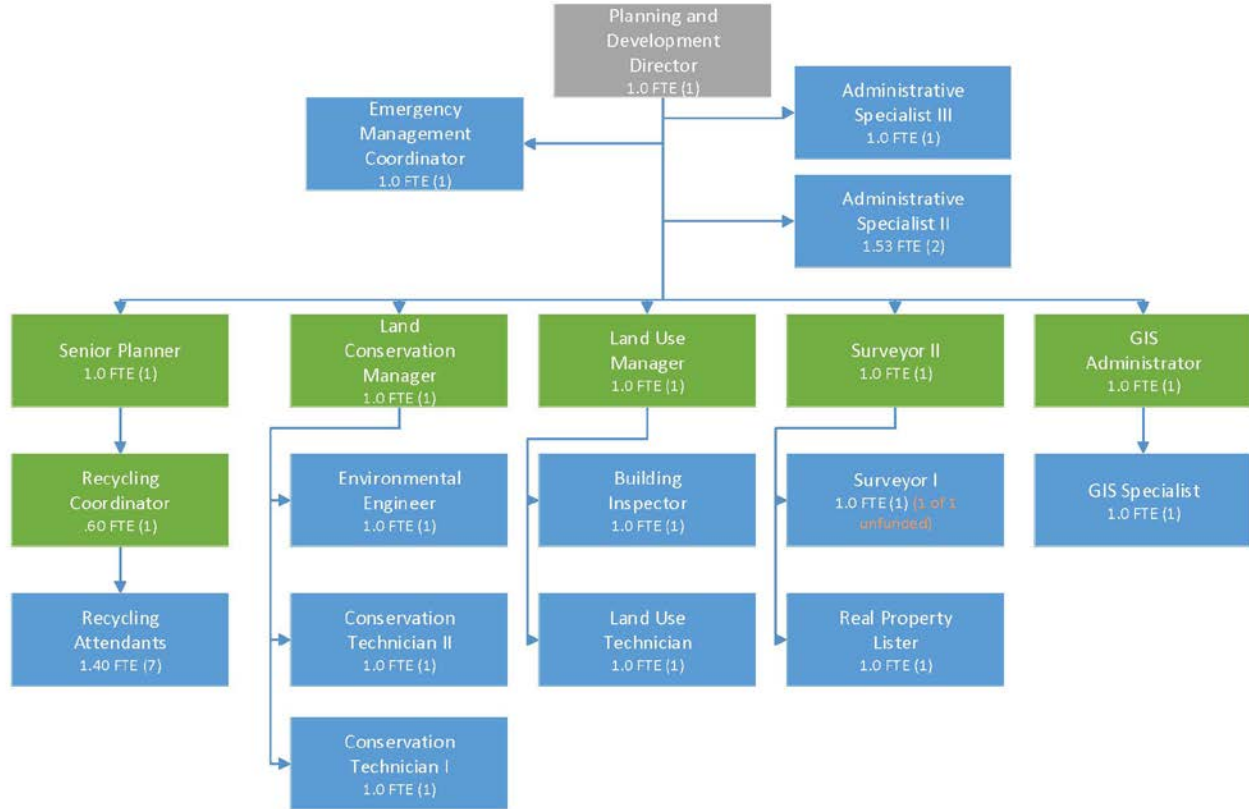 Planning and
Development
Director
1.0 FTE (1)
Emergency
Management
Coordinator
1.0 FTE (1)
Administrative
Specialist III
1.0 FTE (1)
Administrative
Specialist II
1.53 FTE (2)
Senior Planner
1.0 FTE (1)
Land
Conservation
Manager
1.0 FTE (1)
Land Use
Manager
1.0 FTE (1)
Surveyor II
1.0 FTE (1)
GIS
Administrator
1.0 FTE (1)
Recycling
Coordinator
.60 FTE (1)
Environmental
Engineer
1.0 FTE (1)
Building
Inspector
1.0 FTE (1)
Surveyor I
1.0 FTE (1) (1 of 1
unfunded)
GIS Specialist
1.0 FTE (1)
Recycling
Attendants
1.40 FTE (7)
Conservation
Technician II
1.0 FTE (1)
Land Use
Technician
1.0 FTE (1)
Real Property
Lister
1.0 FTE (1)
Conservation
Technician I
1.0 FTE (1)